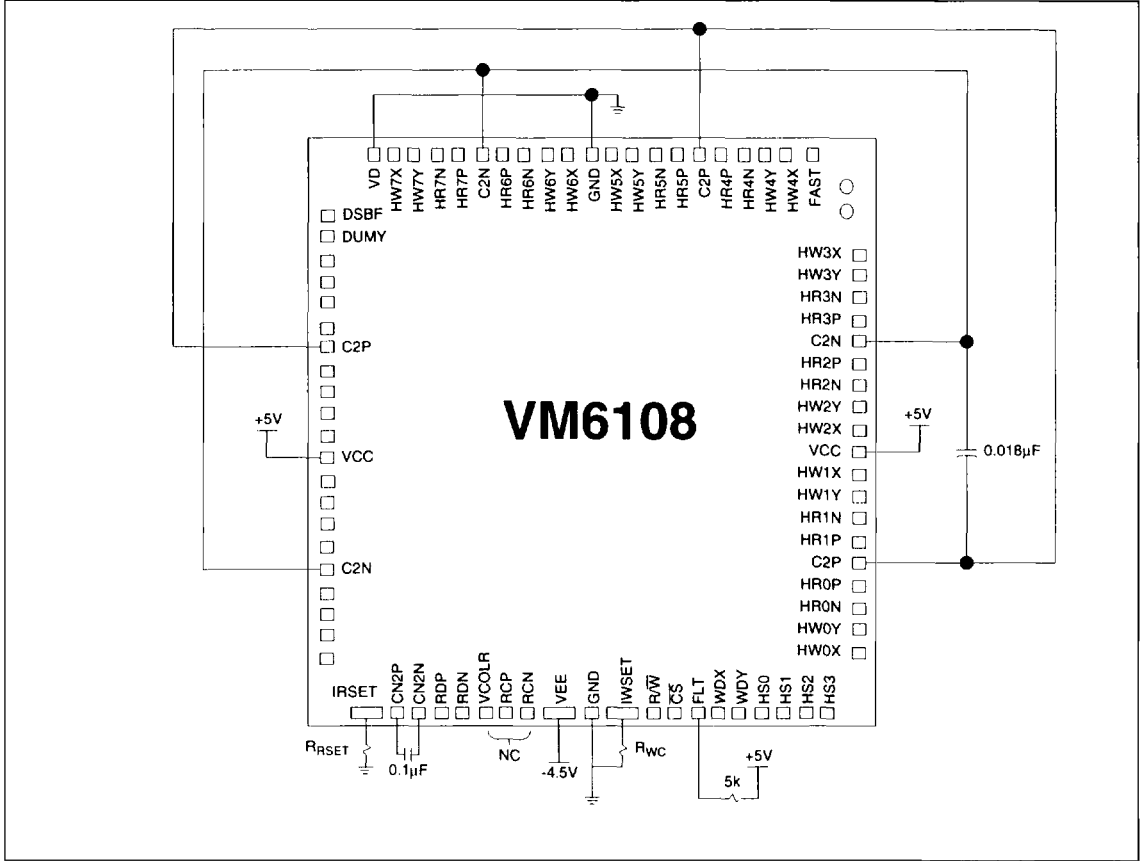 VD
HW7X
HW7Y
HR7N
HR7P
C2N
HR6P
HR6N
HW6Y
HW6X
GND
HW5X
HW5Y
HR5N
HR5P
C2P
HR4P
HR4N
HW4Y
HW4X
FAST
DSBF
DUMY
C2P
+5V
VCC
C2N
VM6108
HW3X
HW3Y
HR3N
HR3P
C2N
HR2P
HR2N
HW2Y
HW2X
+5V
VCC
0.018µF
HW1X
HW1Y
HR1N
HR1P
C2P
HR0P
HR0N
HW0Y
HW0X
IRSET
CN2P
CN2N
RDP
RDN
VCOLR
RCP
RCN
VEE
GND
IWSET
R/W̅
C̅S̅
FLT
WDX
WDY
HS0
HS1
HS2
HS3
RRSET
0.1µF
NC
-4.5V
RWC
5k
+5V